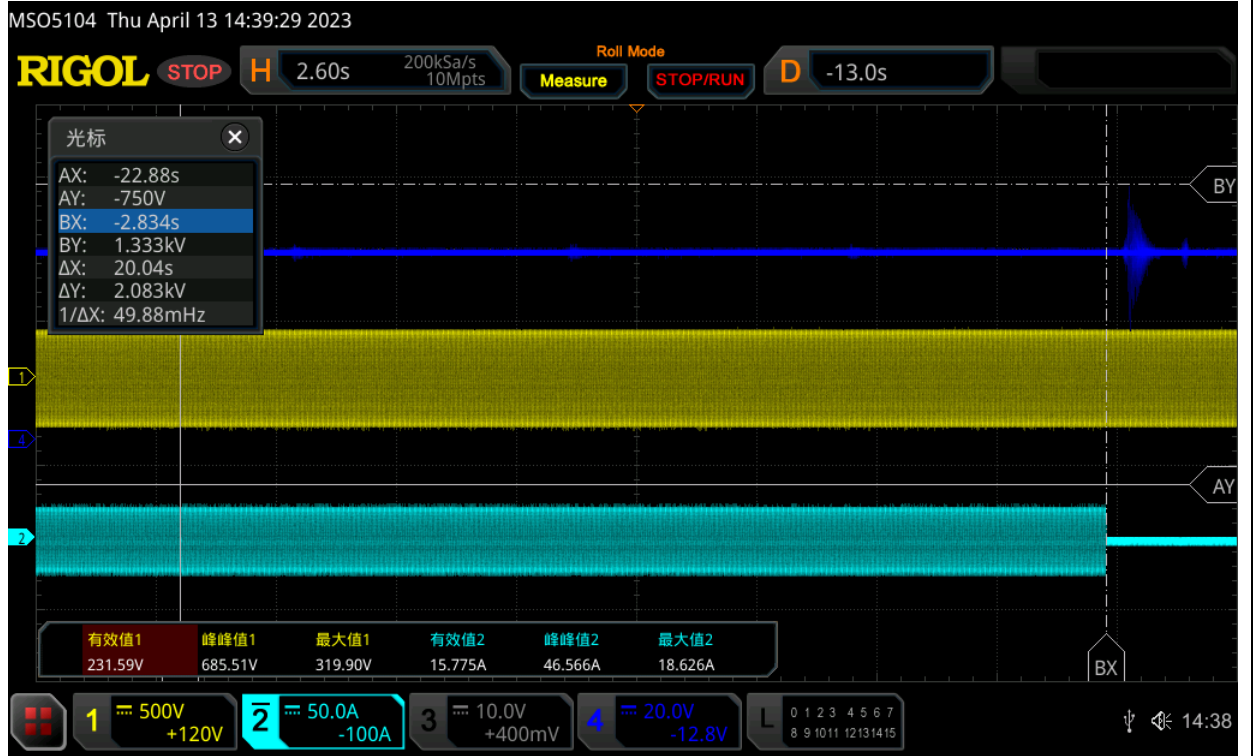 MSO5104 Thu April 13 14:39:29 2023
RIGOL STOP H 2.60s 200kSa/s 10Mpts Roll Mode Measure STOP/RUN D -13.0s
光标
AX: -22.88s
AY: -750V
BX: -2.834s
BY: 1.333kV
ΔX: 20.04s
ΔY: 2.083kV
1/ΔX: 49.88mHz
BY
1
4
AY
2
BX
有效值1 峰峰值1 最大值1 有效值2 峰峰值2 最大值2
231.59V 685.51V 319.90V 15.775A 46.566A 18.626A
1 500V +120V 2 50.0A -100A 3 10.0V +400mV 4 20.0V -12.8V L 0 1 2 3 4 5 6 7
8 9 10 11 12 13 14 15
14:38